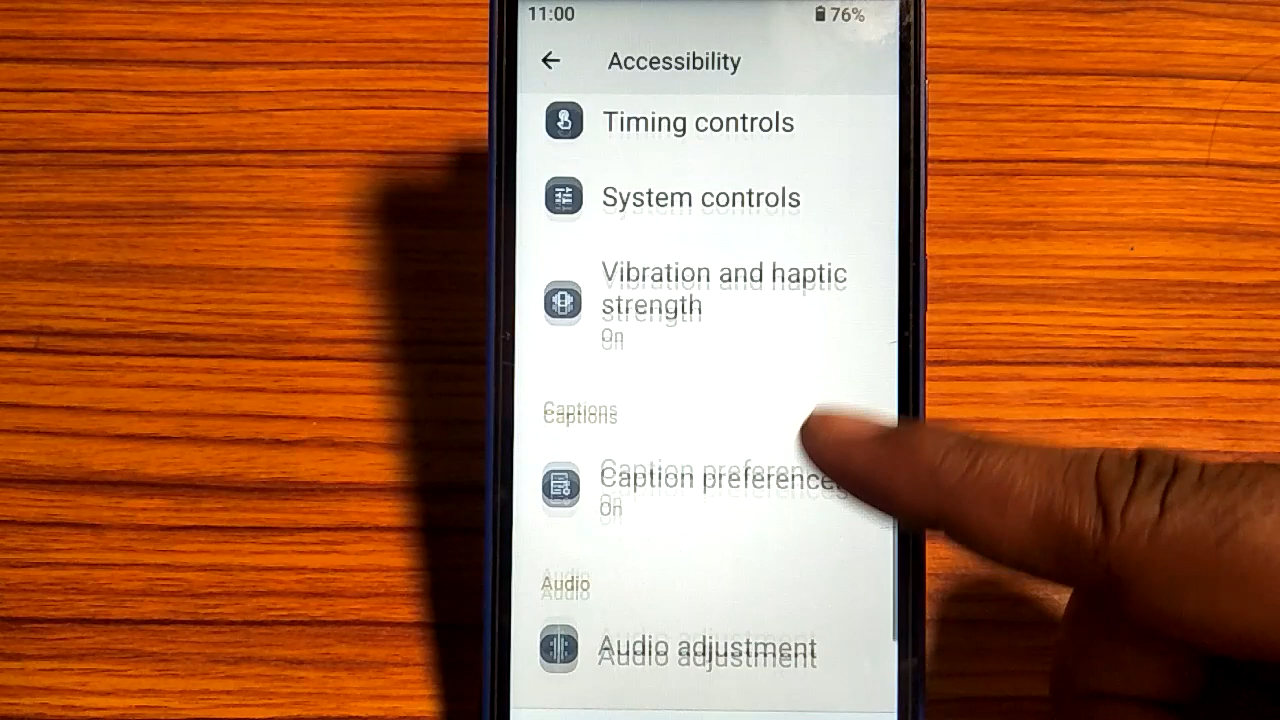 11:00 76%
Accessibility
Timing controls
System controls
Vibration and haptic
strength
On
Captions
Caption preferences
On
Audio
Audio adjustment